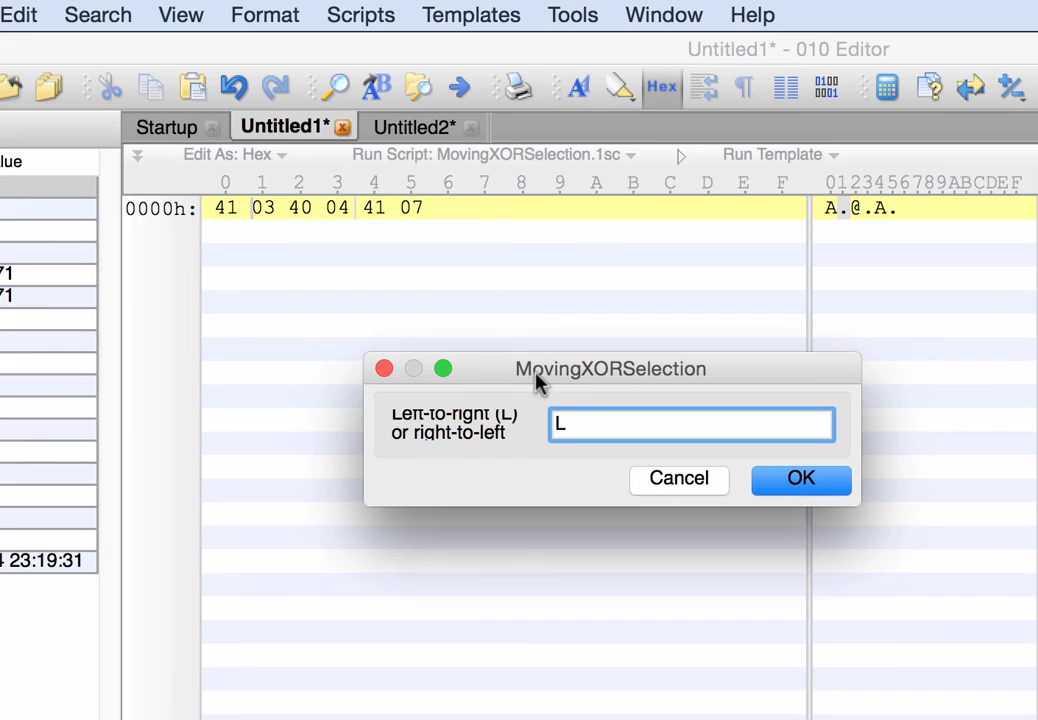 Edit Search View Format Scripts Templates Tools Window Help
Untitled1* - 010 Editor
Hex
0100
0001
Startup Untitled1* Untitled2*
lue
Edit As: Hex Run Script: MovingXORSelection.1sc Run Template
0 1 2 3 4 5 6 7 8 9 A B C D E F 0123456789ABCDEF
0000h: 41 03 40 04 41 07 A.@.A.
71
71
MovingXORSelection
Left-to-right (L)
or right-to-left
L
Cancel OK
4 23:19:31